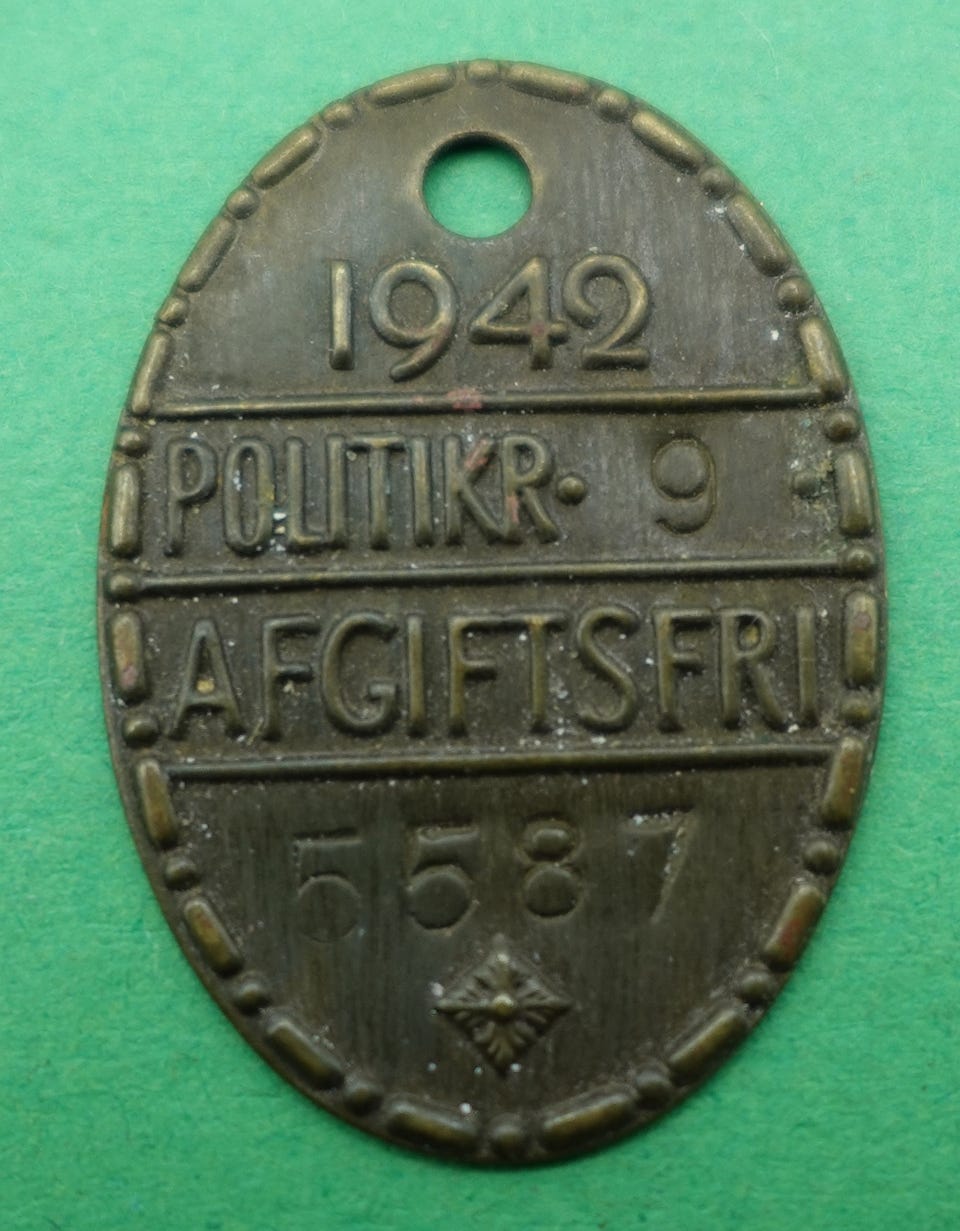 1942
POLITIKR. 9
AFGIFTSFRI
5587